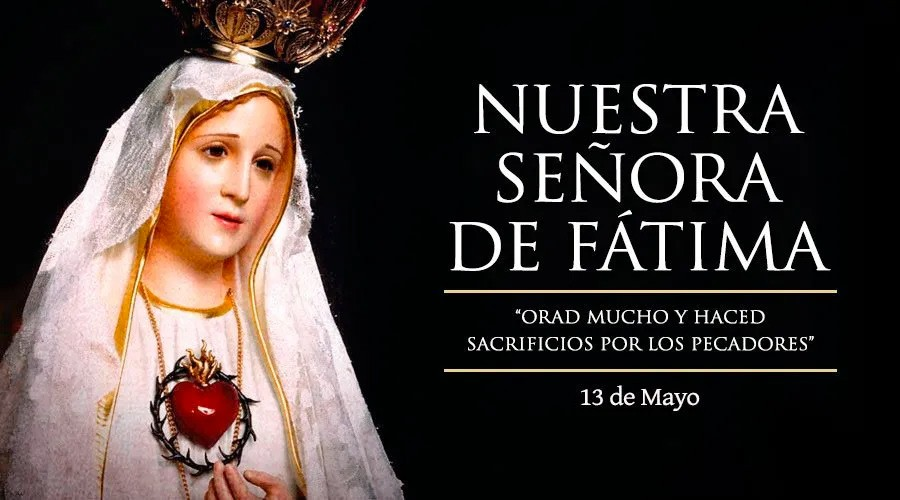 NUESTRA
SEÑORA
DE FÁTIMA
“ORAD MUCHO Y HACED
SACRIFICIOS POR LOS PECADORES”
13 de Mayo